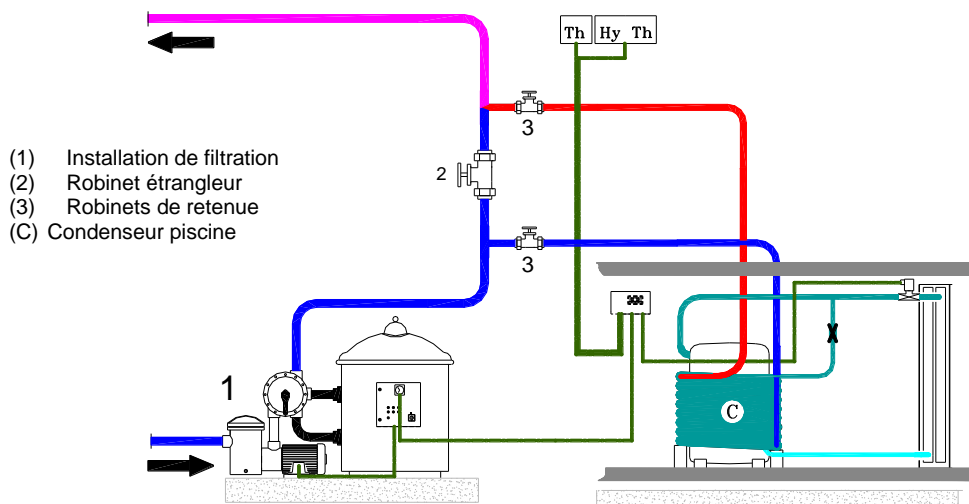 Th Hy Th
3
(1) Installation de filtration
(2) Robinet étrangleur
(3) Robinets de retenue
(C) Condenseur piscine
2
3
1
C